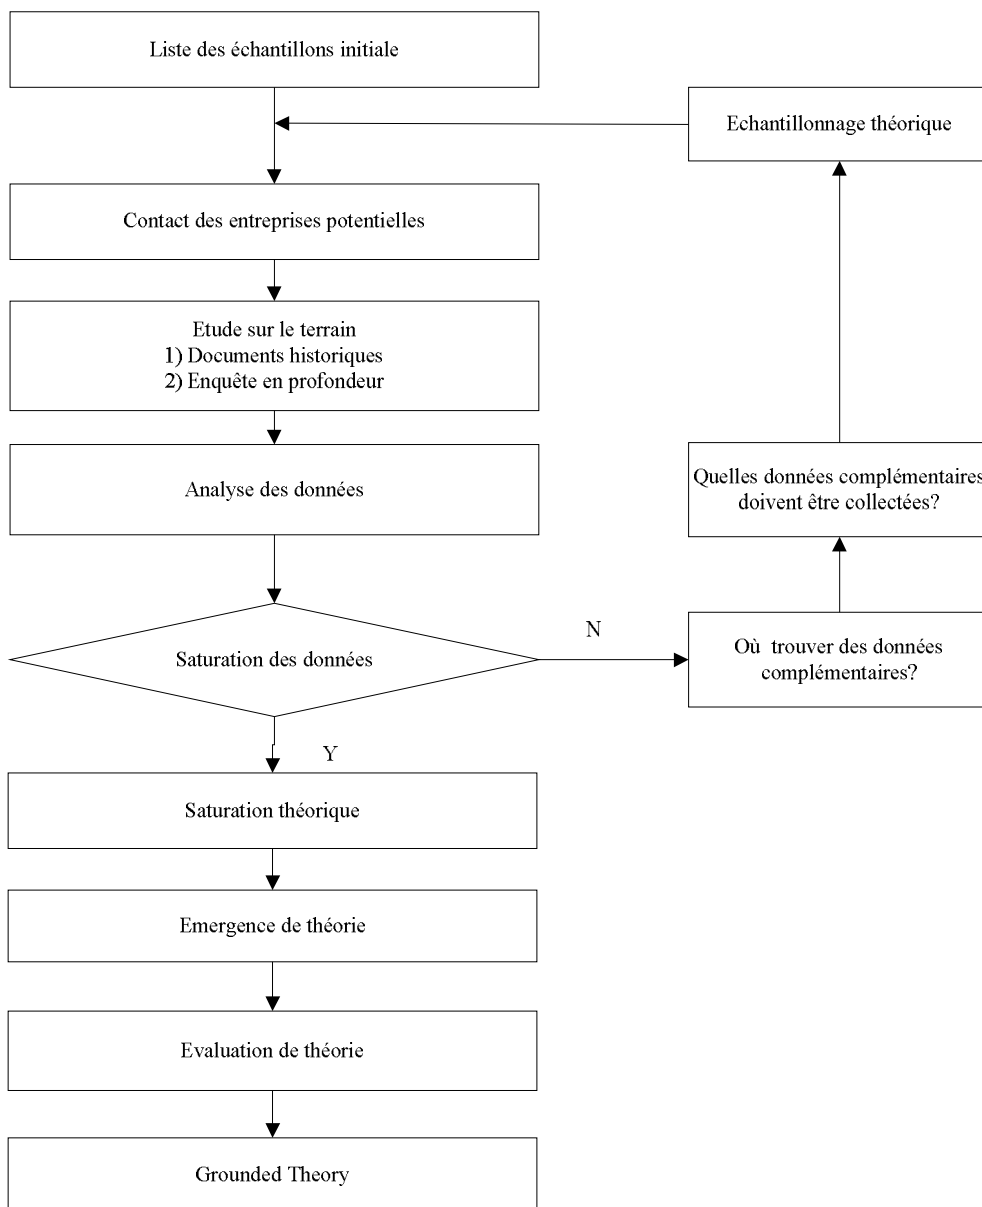 Liste des échantillons initiale
Echantillonnage théorique
Contact des entreprises potentielles
Etude sur le terrain
1) Documents historiques
2) Enquête en profondeur
Analyse des données
Quelles données complémentaires
doivent être collectées?
Saturation des données
N
Où trouver des données
complémentaires?
Y
Saturation théorique
Emergence de théorie
Evaluation de théorie
Grounded Theory